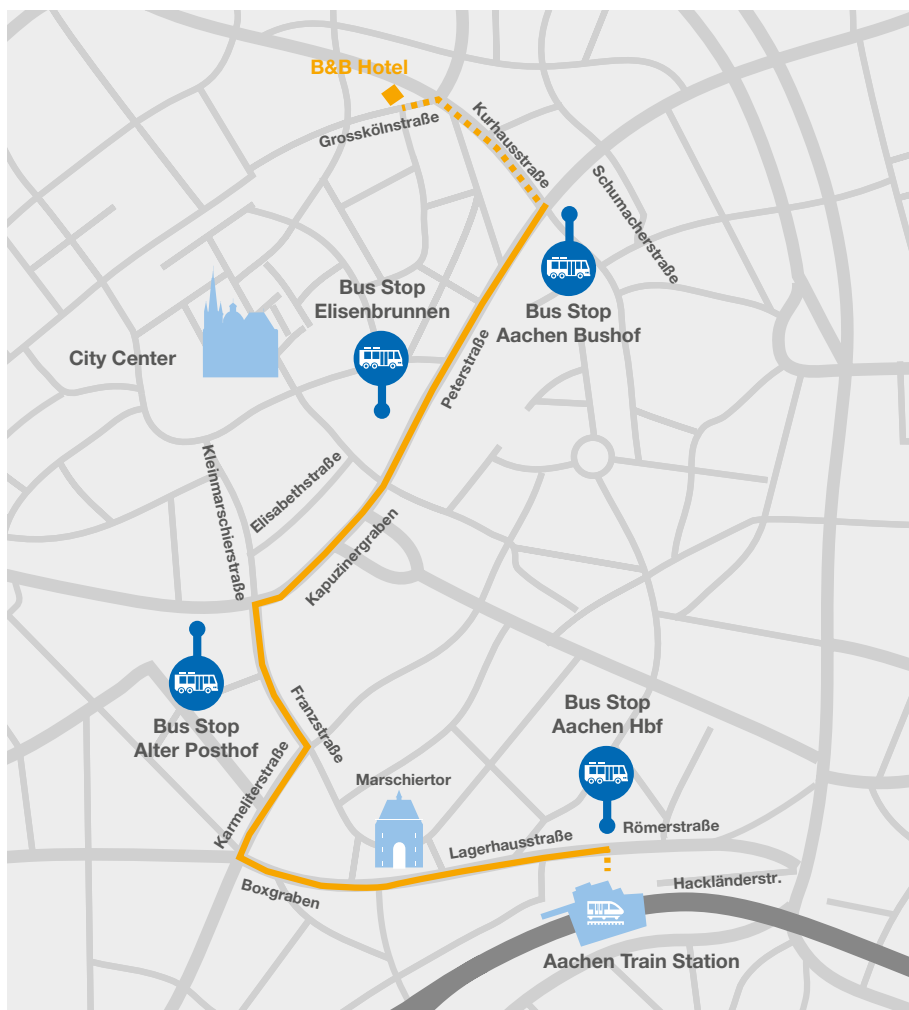 B&B Hotel
Grosskölnstraße
Kurhausstraße
Schumacherstraße
Bus Stop
Elisenbrunnen
Bus Stop
Aachen Bushof
City Center
Peterstraße
Kleinmarschierstraße
Elisabethstraße
Kapuzinergraben
Bus Stop
Alter Posthof
Franzstraße
Bus Stop
Aachen Hbf
Karmeliterstraße
Marschiertor
Lagerhausstraße
Römerstraße
Boxgraben
Hackländerstr.
Aachen Train Station